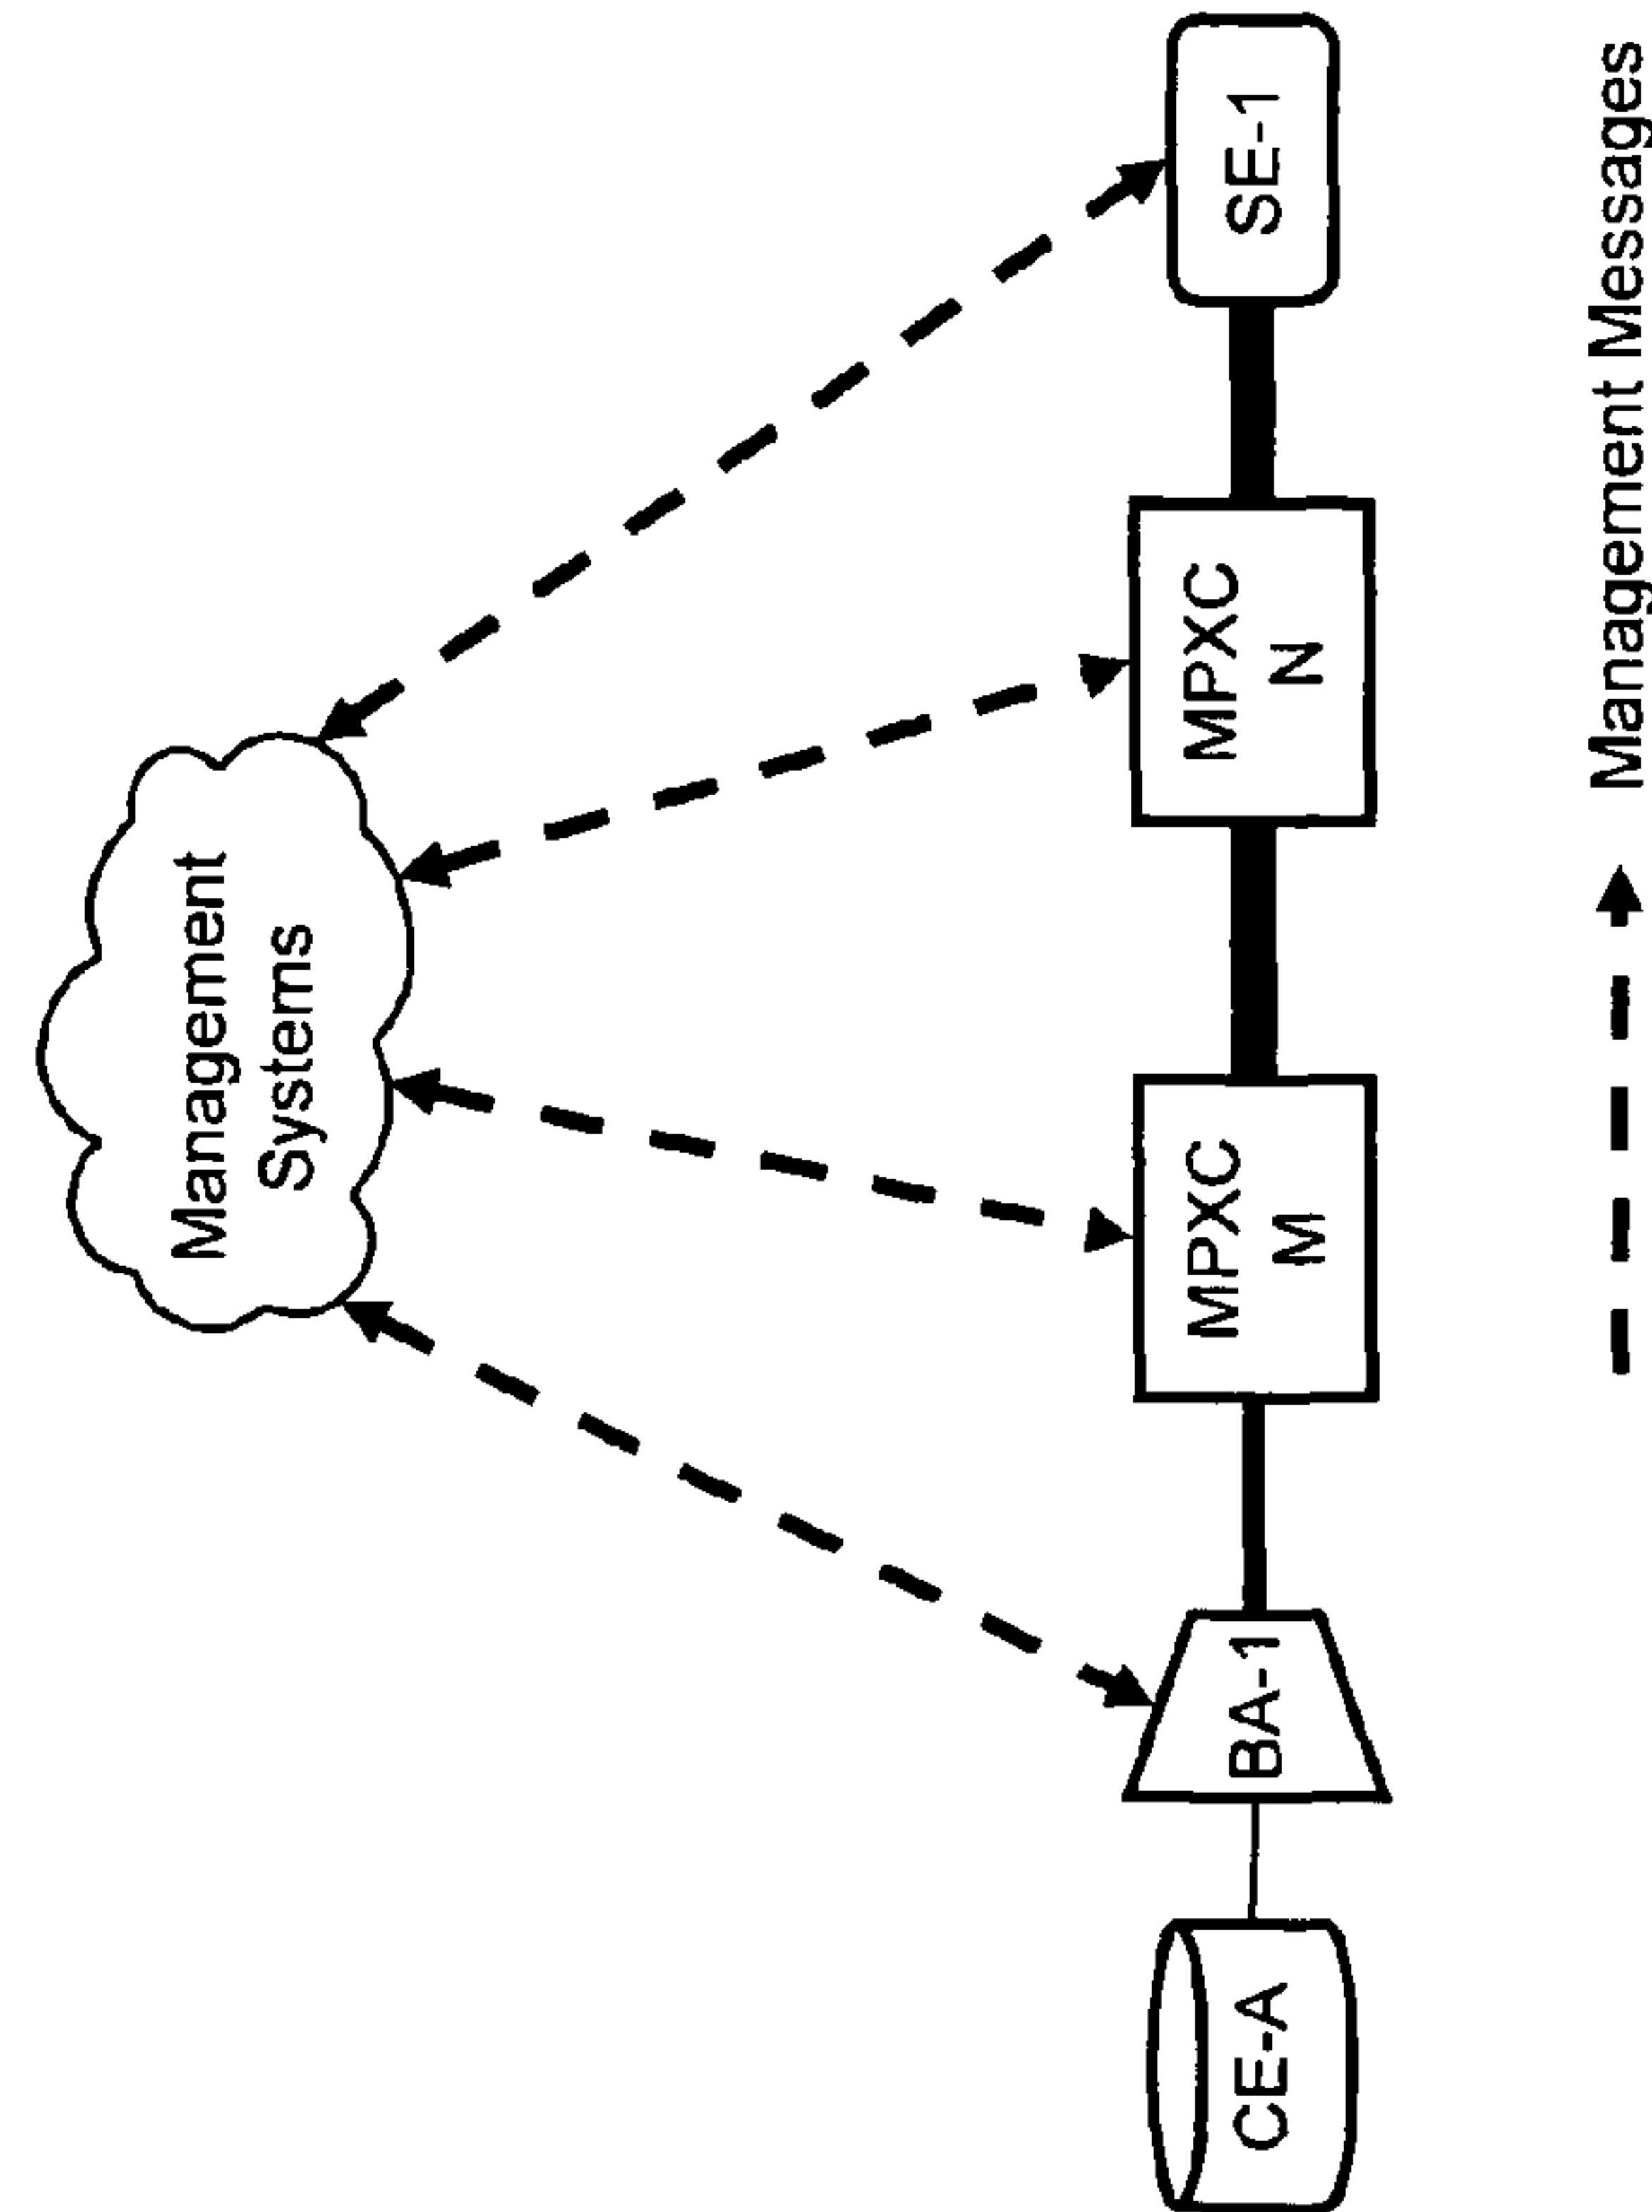 Management
Systems
CE-A
BA-1
MPXC
M
MPXC
N
SE-1
Management Messages